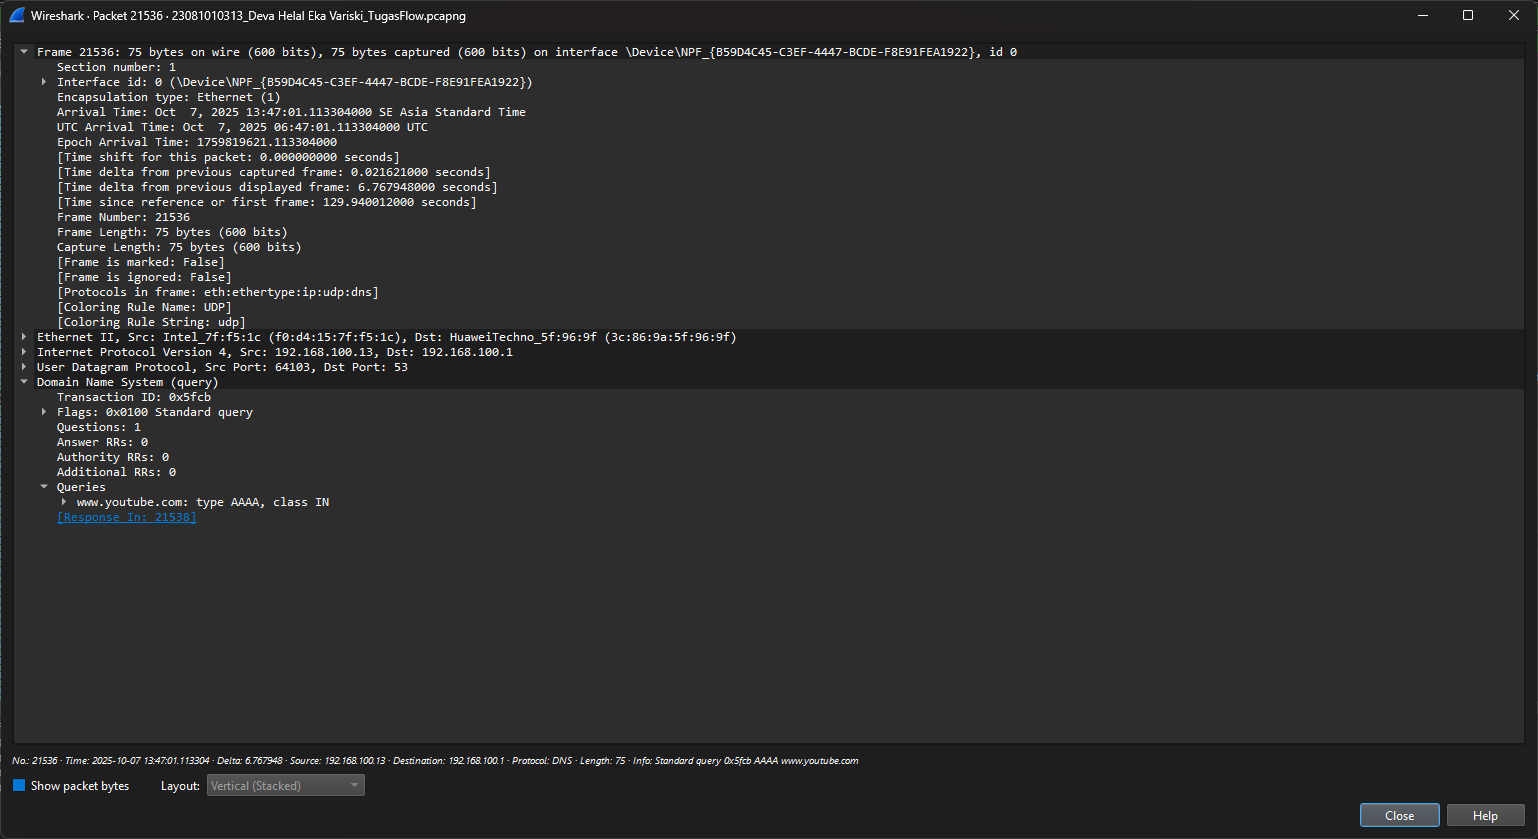 Wireshark · Packet 21536 · 23081010313_Deva Helal Eka Variski_TugasFlow.pcapng
Frame 21536: 75 bytes on wire (600 bits), 75 bytes captured (600 bits) on interface \Device\NPF_{B59D4C45-C3EF-4447-BCDE-F8E91FEA1922}, id 0
Section number: 1
Interface id: 0 (\Device\NPF_{B59D4C45-C3EF-4447-BCDE-F8E91FEA1922})
Encapsulation type: Ethernet (1)
Arrival Time: Oct  7, 2025 13:47:01.113304000 SE Asia Standard Time
UTC Arrival Time: Oct  7, 2025 06:47:01.113304000 UTC
Epoch Arrival Time: 1759819621.113304000
[Time shift for this packet: 0.000000000 seconds]
[Time delta from previous captured frame: 0.021621000 seconds]
[Time delta from previous displayed frame: 6.767948000 seconds]
[Time since reference or first frame: 129.940012000 seconds]
Frame Number: 21536
Frame Length: 75 bytes (600 bits)
Capture Length: 75 bytes (600 bits)
[Frame is marked: False]
[Frame is ignored: False]
[Protocols in frame: eth:ethertype:ip:udp:dns]
[Coloring Rule Name: UDP]
[Coloring Rule String: udp]
Ethernet II, Src: Intel_7f:f5:1c (f0:d4:15:7f:f5:1c), Dst: HuaweiTechno_5f:96:9f (3c:86:9a:5f:96:9f)
Internet Protocol Version 4, Src: 192.168.100.13, Dst: 192.168.100.1
User Datagram Protocol, Src Port: 64103, Dst Port: 53
Domain Name System (query)
Transaction ID: 0x5fcb
Flags: 0x0100 Standard query
Questions: 1
Answer RRs: 0
Authority RRs: 0
Additional RRs: 0
Queries
www.youtube.com: type AAAA, class IN
[Response In: 21538]
No.: 21536 · Time: 2025-10-07 13:47:01.113304 · Delta: 6.767948 · Source: 192.168.100.13 · Destination: 192.168.100.1 · Protocol: DNS · Length: 75 · Info: Standard query 0x5fcb AAAA www.youtube.com
Show packet bytes Layout: Vertical (Stacked)
Close Help